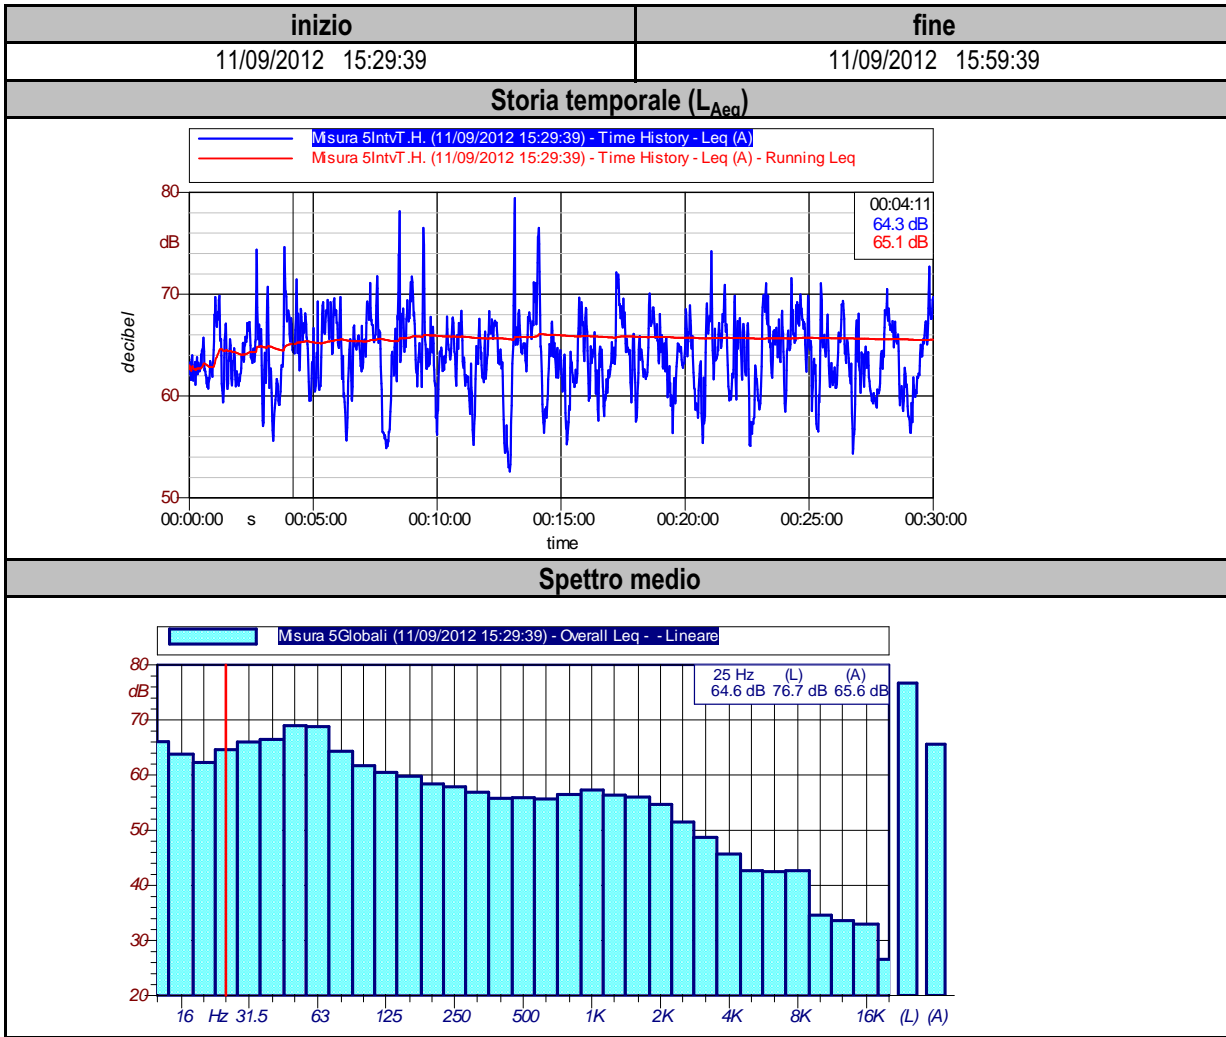 inizio fine
11/09/2012 15:29:39 11/09/2012 15:59:39
Storia temporale (LAeq)
Misura 5IntvT.H. (11/09/2012 15:29:39) - Time History - Leq (A)
Misura 5IntvT.H. (11/09/2012 15:29:39) - Time History - Leq (A) - Running Leq
80
dB
70
60
50
decibel
00:04:11
64.3 dB
65.1 dB
00:00:00 s 00:05:00 00:10:00 00:15:00 00:20:00 00:25:00 00:30:00
time
Spettro medio
Misura 5Globali (11/09/2012 15:29:39) - Overall Leq - - Lineare
80
dB
70
60
50
40
30
20
25 Hz (L) (A)
64.6 dB 76.7 dB 65.6 dB
16 Hz 31.5 63 125 250 500 1K 2K 4K 8K 16K (L) (A)